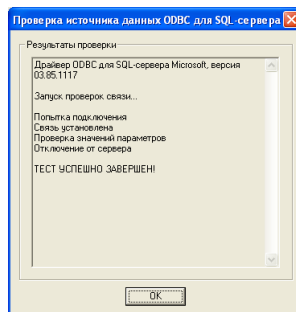 Проверка источника данных ODBC для SQL-сервера
Результаты проверки
Драйвер ODBC для SQL-сервера Microsoft, версия
03.85.1117
Запуск проверок связи...
Попытка подключения
Связь установлена
Проверка значений параметров
Отключение от сервера
ТЕСТ УСПЕШНО ЗАВЕРШЕН!
OK